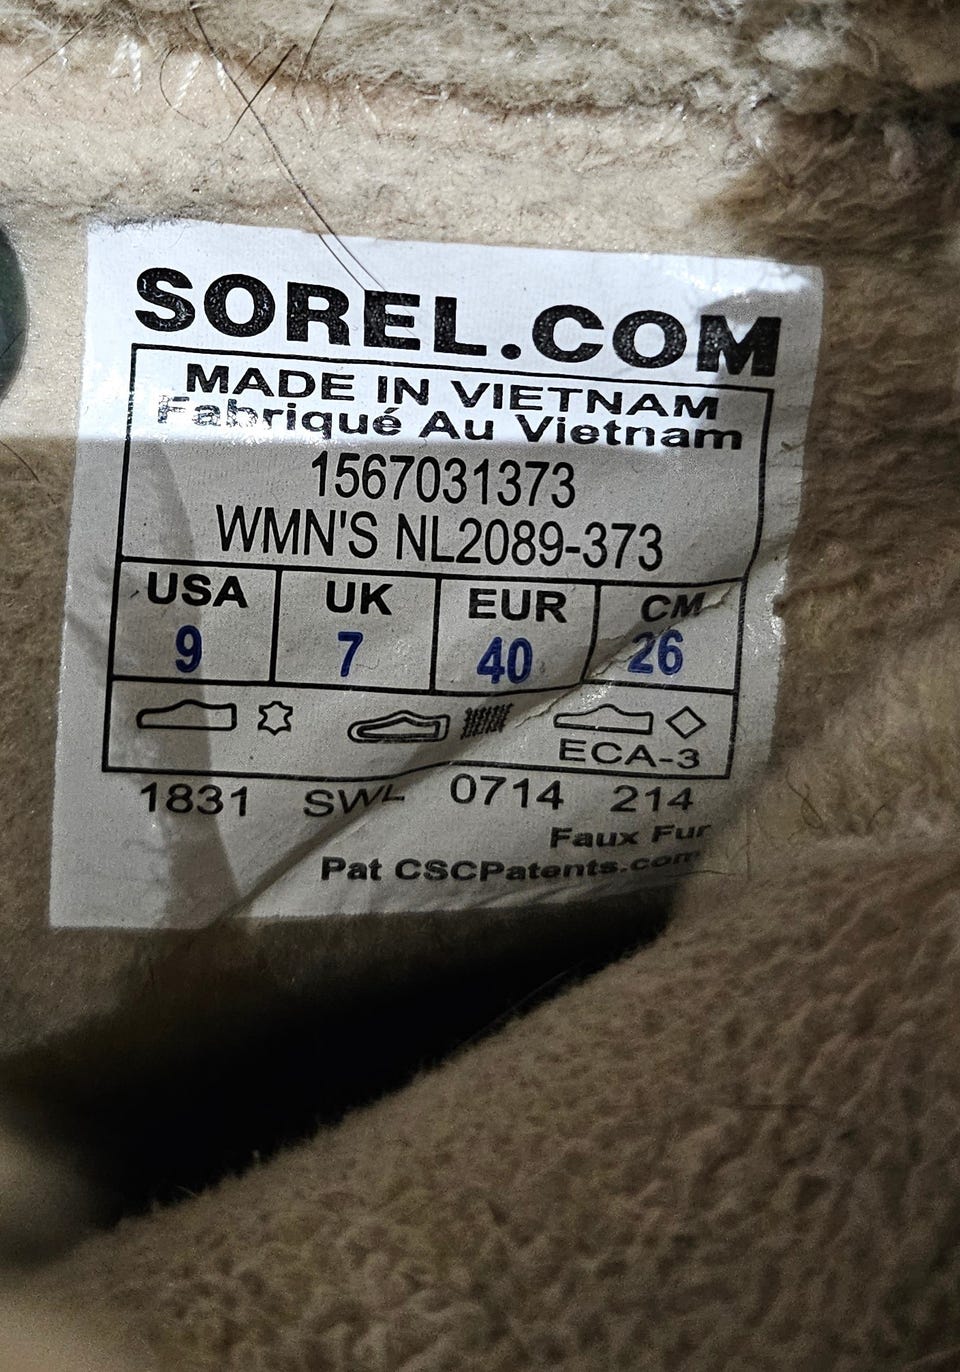 SOREL.COM
MADE IN VIETNAM
Fabriqué Au Vietnam
1567031373
WMN'S NL2089-373
USA UK EUR CM
9 7 40 26
ECA-3
1831 SWL 0714 214
Faux Fur
Pat CSCPatents.com